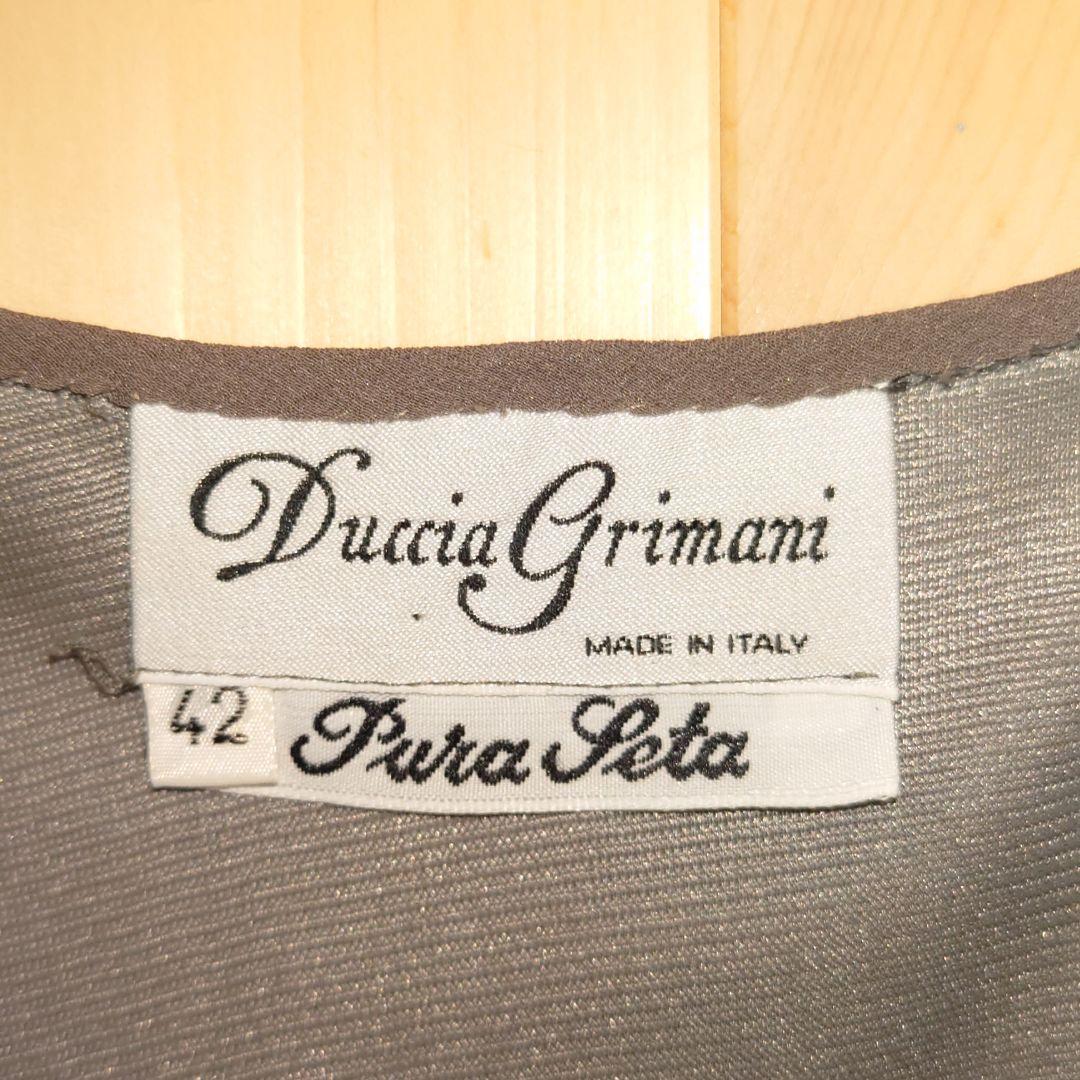 Duccia Grimani
MADE IN ITALY
42
Pura Seta